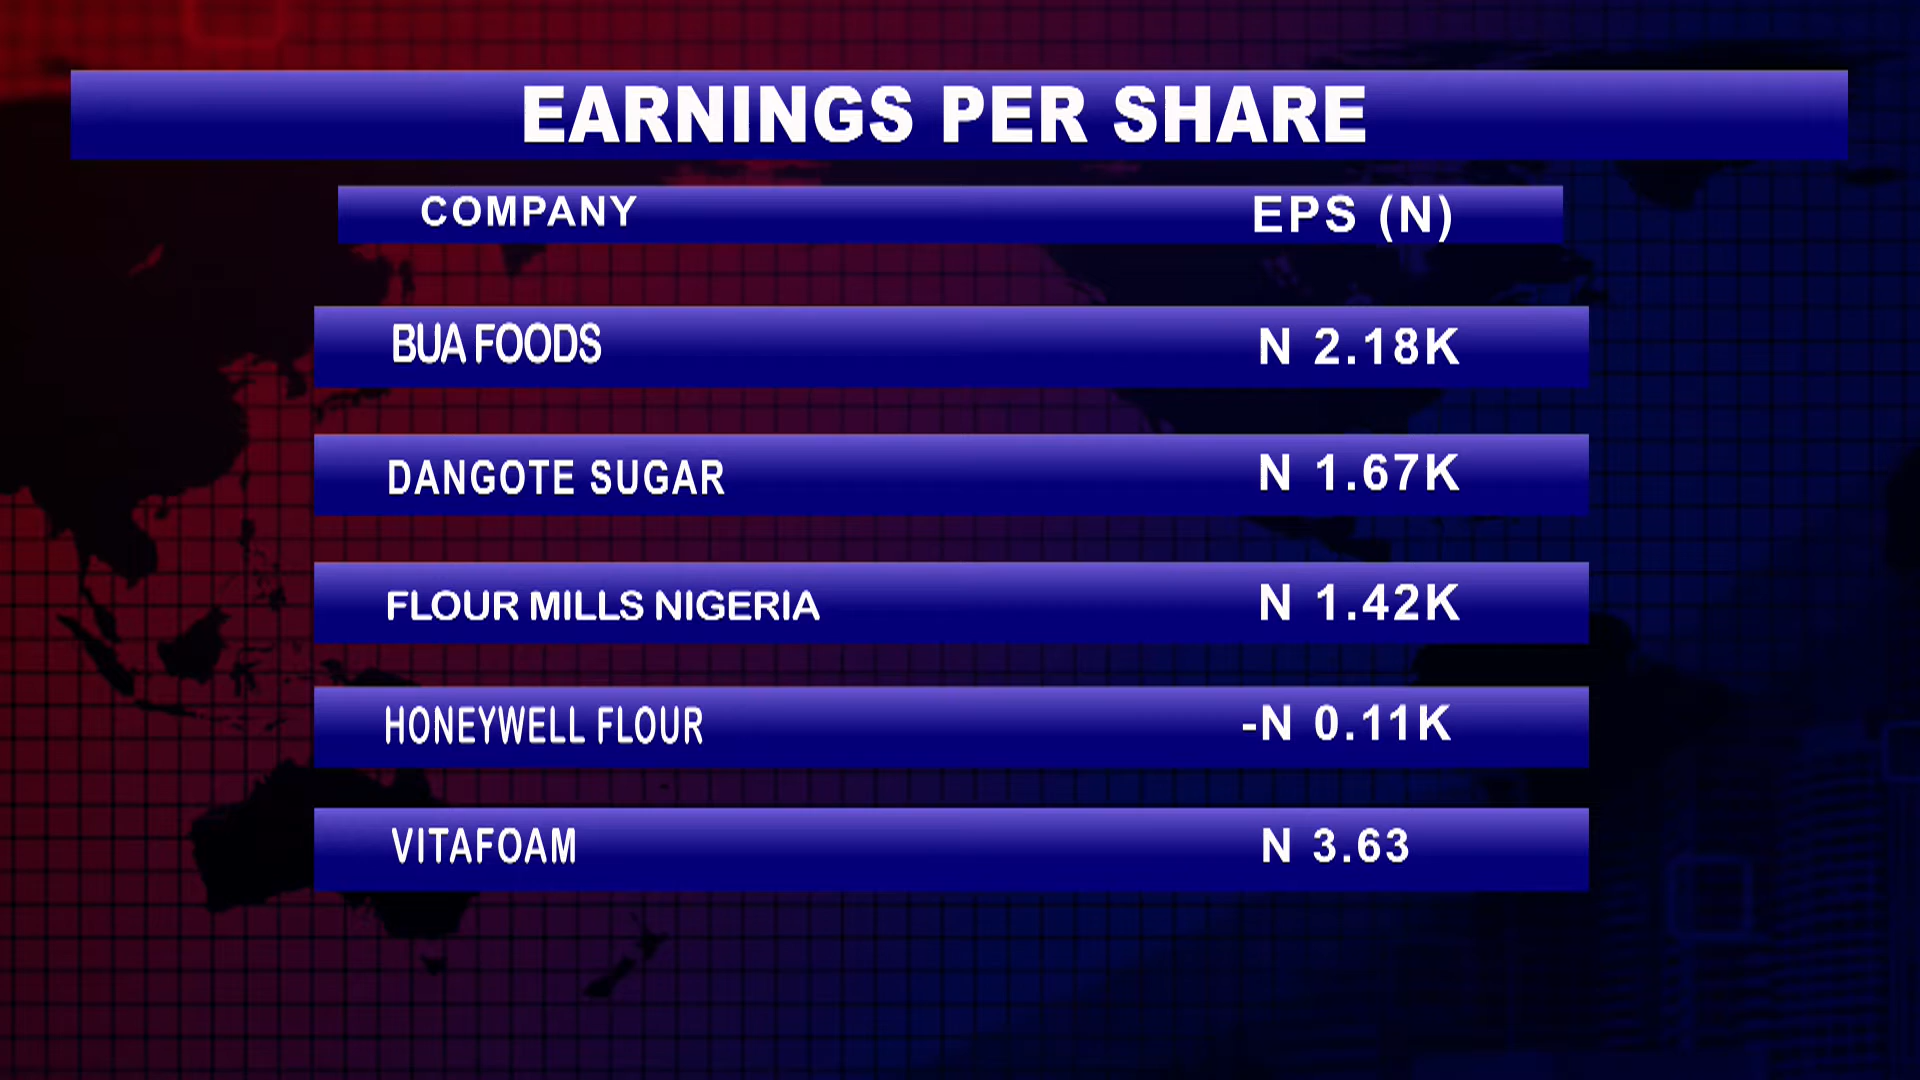 EARNINGS PER SHARE
COMPANY EPS (N)
BUA FOODS N 2.18K
DANGOTE SUGAR N 1.67K
FLOUR MILLS NIGERIA N 1.42K
HONEYWELL FLOUR -N 0.11K
VITAFOAM N 3.63